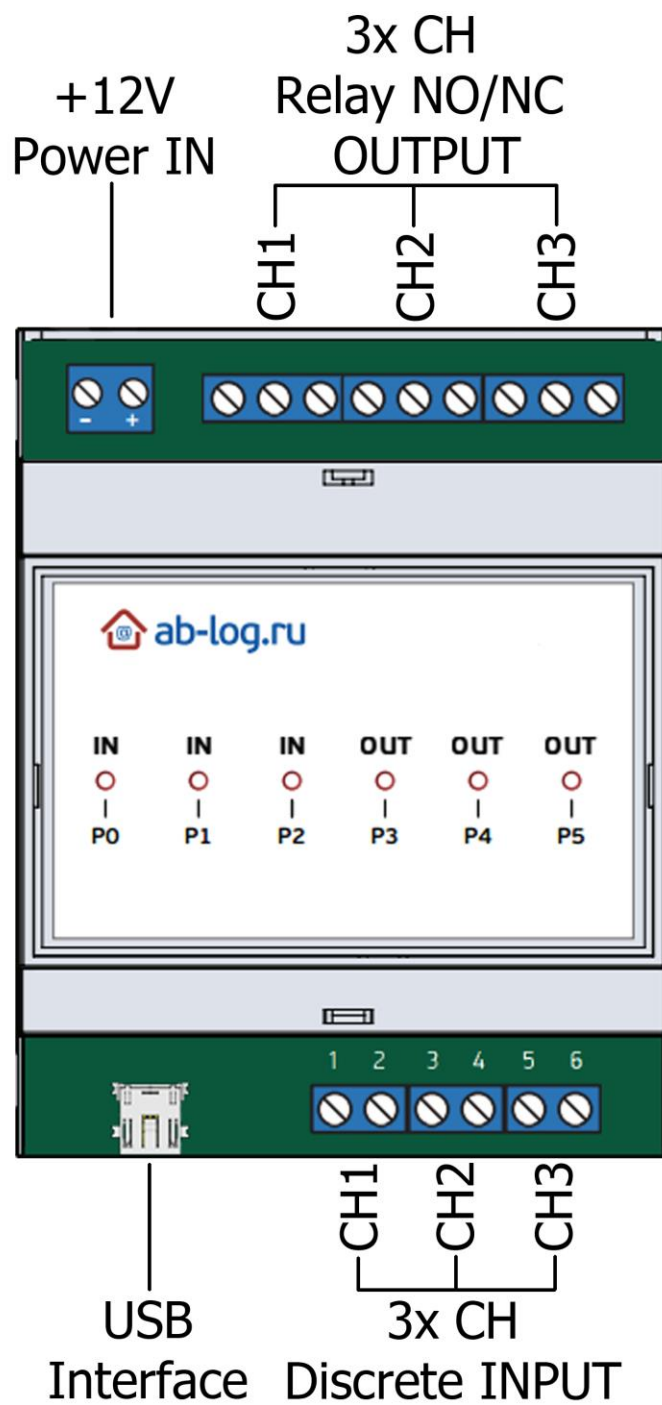 +12V
Power IN
3x CH
Relay NO/NC
OUTPUT
CH1
CH2
CH3
- +
@ ab-log.ru
IN IN IN OUT OUT OUT
P0 P1 P2 P3 P4 P5
1 2 3 4 5 6
CH1
CH2
CH3
USB
Interface
3x CH
Discrete INPUT